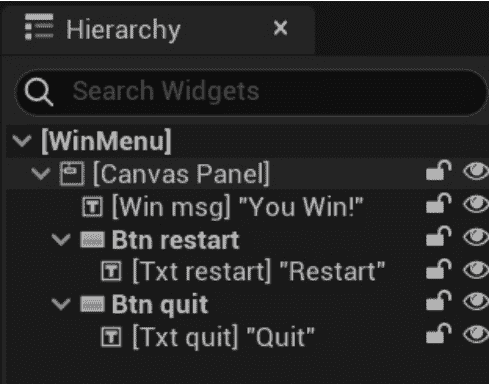 Hierarchy
Search Widgets
[WinMenu]
[Canvas Panel]
[Win msg] "You Win!"
Btn restart
[Txt restart] "Restart"
Btn quit
[Txt quit] "Quit"